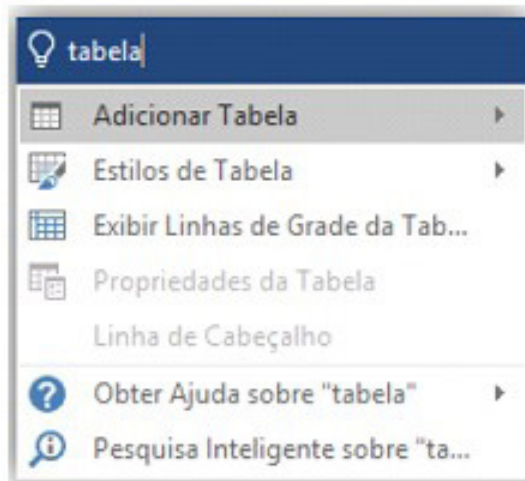 tabela
Adicionar Tabela
Estilos de Tabela
Exibir Linhas de Grade da Tab...
Propriedades da Tabela
Linha de Cabeçalho
Obter Ajuda sobre "tabela"
Pesquisa Inteligente sobre "ta...